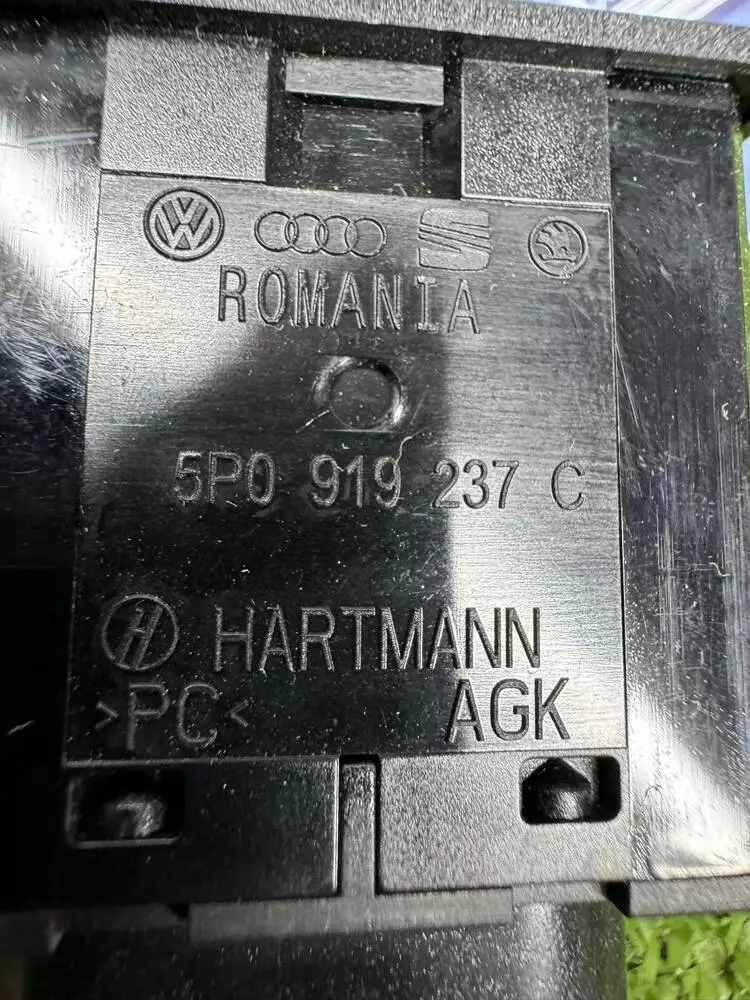 ROMANIA
5P0 919 237 C
HARTMANN
>PC< AGK